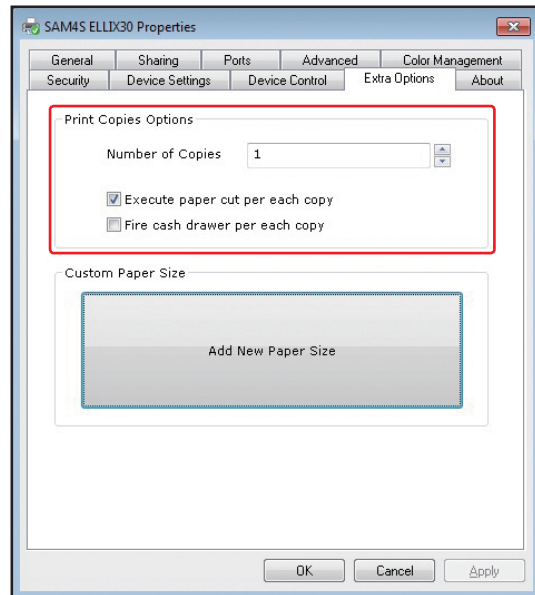 SAM4S ELLIX30 Properties
General Sharing Ports Advanced Color Management
Security Device Settings Device Control Extra Options About
Print Copies Options
Number of Copies 1
Execute paper cut per each copy
Fire cash drawer per each copy
Custom Paper Size
Add New Paper Size
OK Cancel Apply